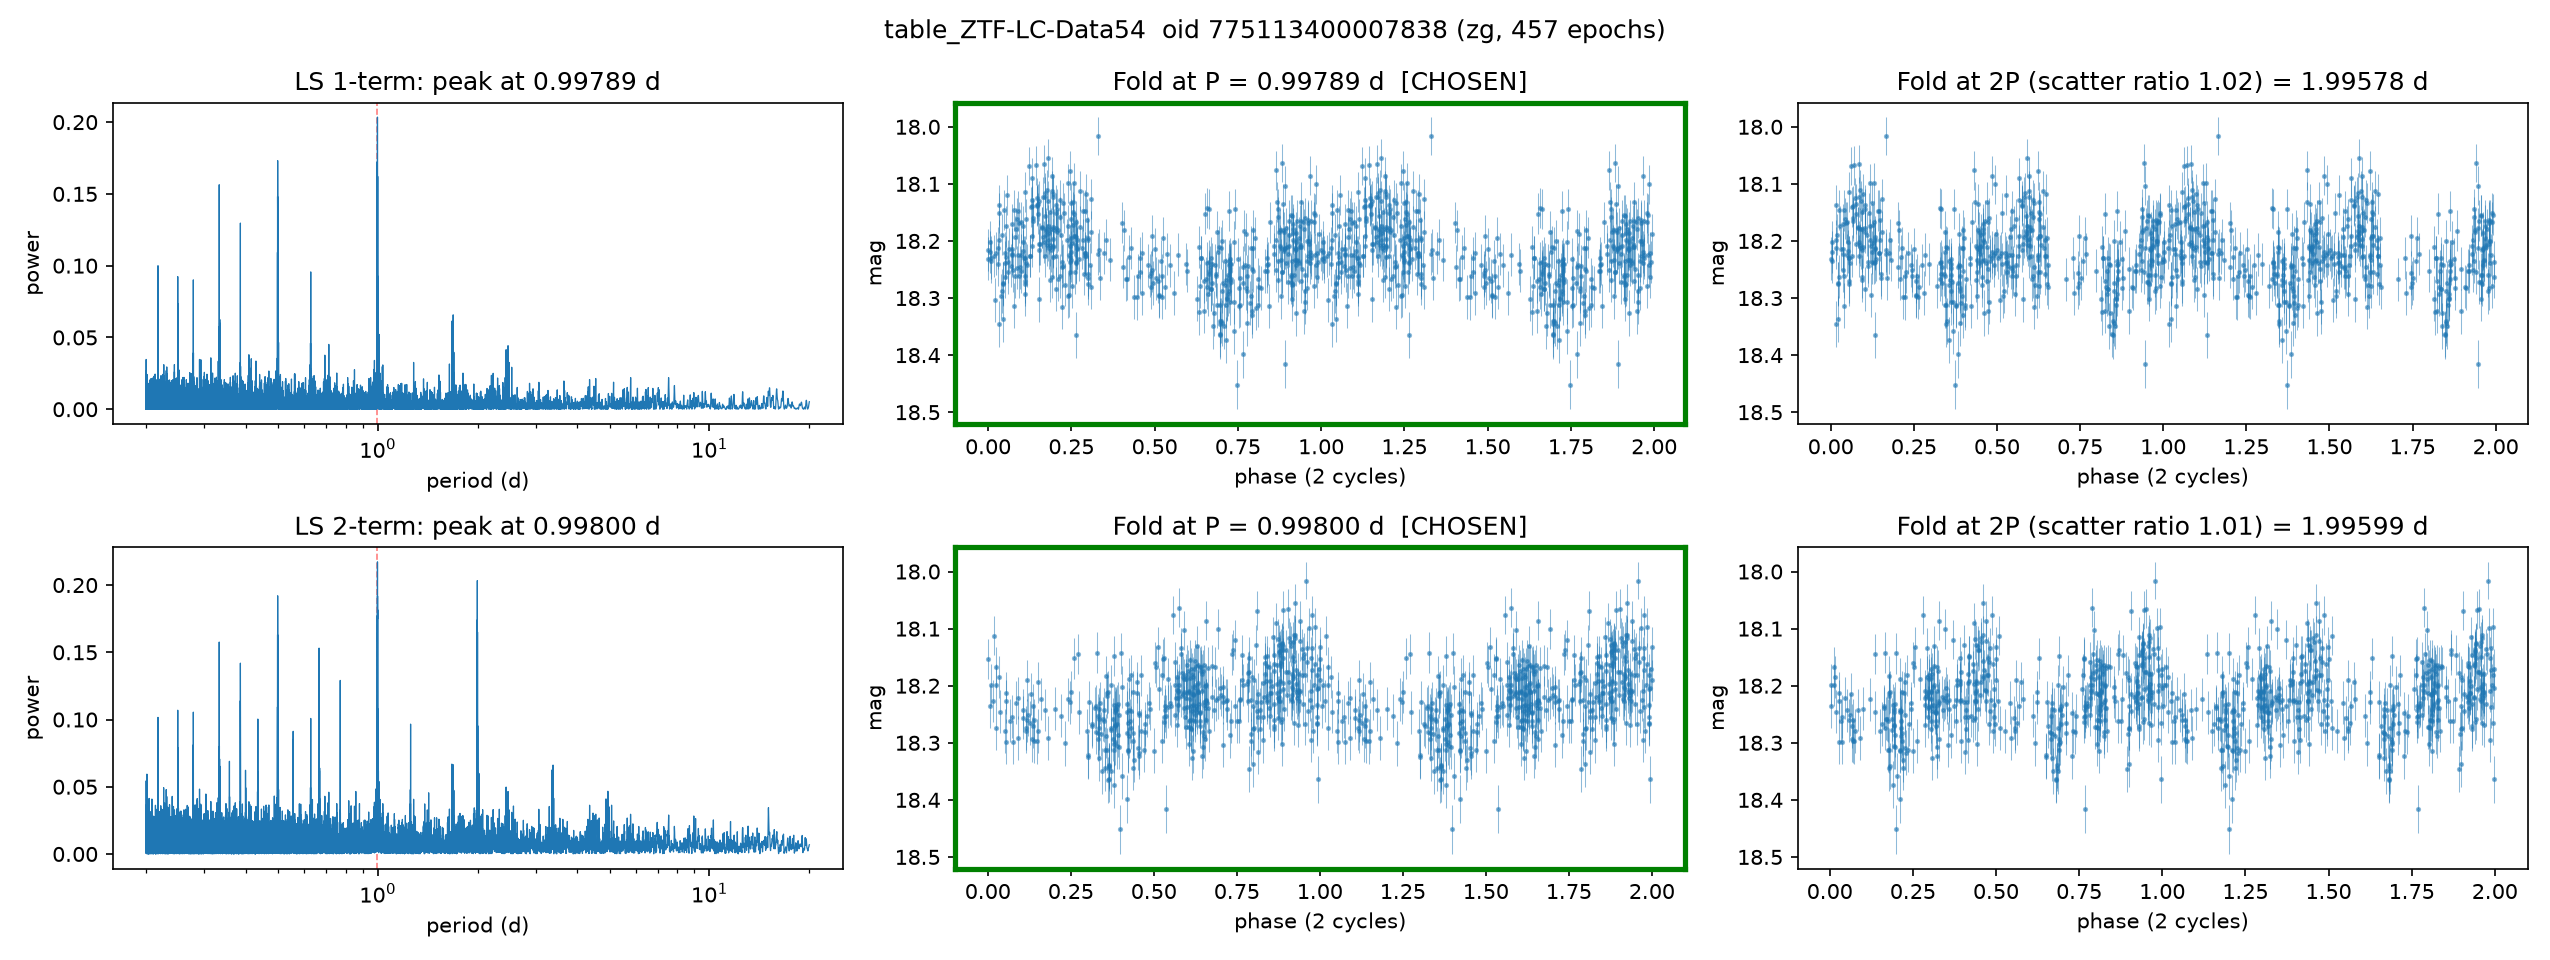 table_ZTF-LC-Data54  oid 775113400007838 (zg, 457 epochs)
LS 1-term: peak at 0.99789 d
power
0.20
0.15
0.10
0.05
0.00
10⁰
10¹
period (d)
Fold at P = 0.99789 d  [CHOSEN]
mag
18.0
18.1
18.2
18.3
18.4
18.5
0.00 0.25 0.50 0.75 1.00 1.25 1.50 1.75 2.00
phase (2 cycles)
Fold at 2P (scatter ratio 1.02) = 1.99578 d
mag
18.0
18.1
18.2
18.3
18.4
18.5
0.00 0.25 0.50 0.75 1.00 1.25 1.50 1.75 2.00
phase (2 cycles)
LS 2-term: peak at 0.99800 d
power
0.20
0.15
0.10
0.05
0.00
10⁰
10¹
period (d)
Fold at P = 0.99800 d  [CHOSEN]
mag
18.0
18.1
18.2
18.3
18.4
18.5
0.00 0.25 0.50 0.75 1.00 1.25 1.50 1.75 2.00
phase (2 cycles)
Fold at 2P (scatter ratio 1.01) = 1.99599 d
mag
18.0
18.1
18.2
18.3
18.4
18.5
0.00 0.25 0.50 0.75 1.00 1.25 1.50 1.75 2.00
phase (2 cycles)